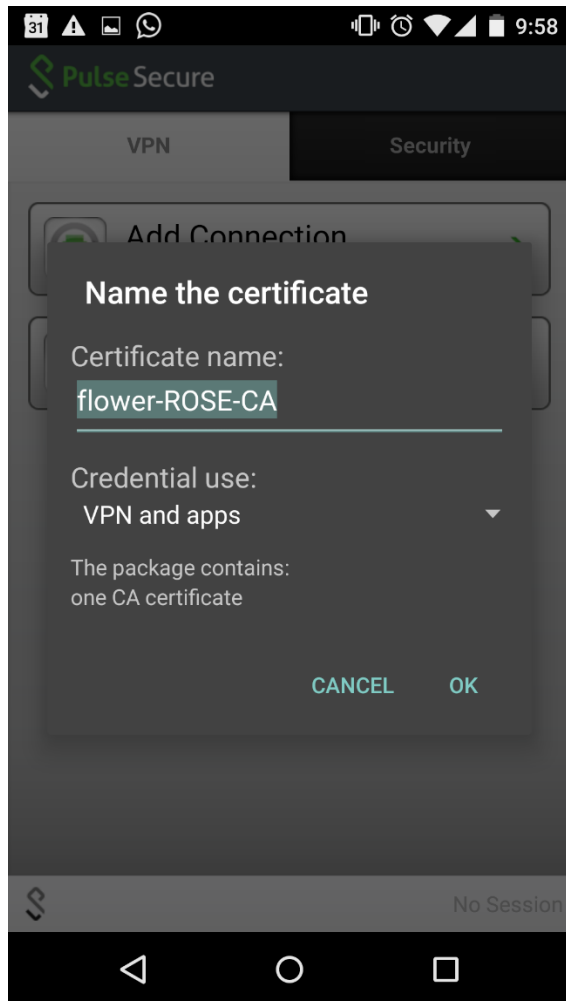 31
9:58
Pulse Secure
VPN
Security
Add Connection
Name the certificate
Certificate name:
flower-ROSE-CA
Credential use:
VPN and apps
The package contains:
one CA certificate
CANCEL
OK
No Session